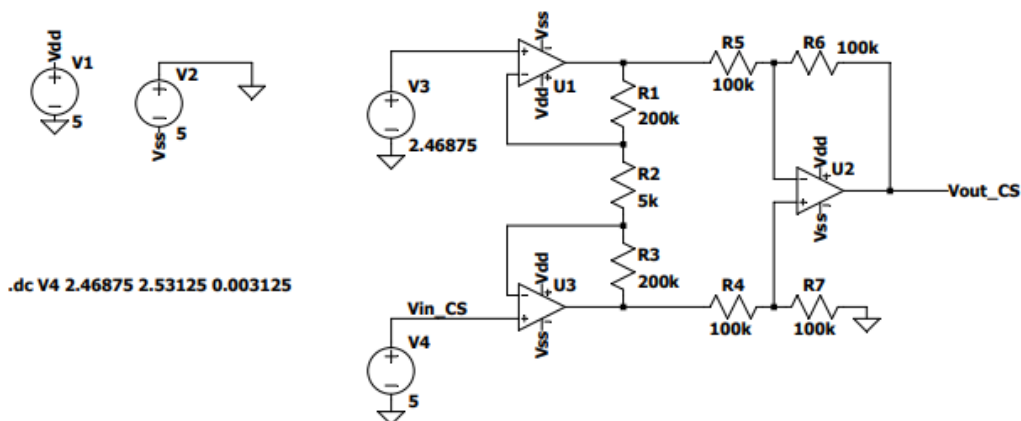 Vdd
V1
5
V2
5
Vss
V3
2.46875
Vss
Vdd
U1
R1
200k
R2
5k
R3
200k
R5
100k
R6
100k
Vdd
U2
Vss
Vout_CS
.dc V4 2.46875 2.53125 0.003125
Vin_CS
Vdd
U3
Vss
V4
5
R4
100k
R7
100k